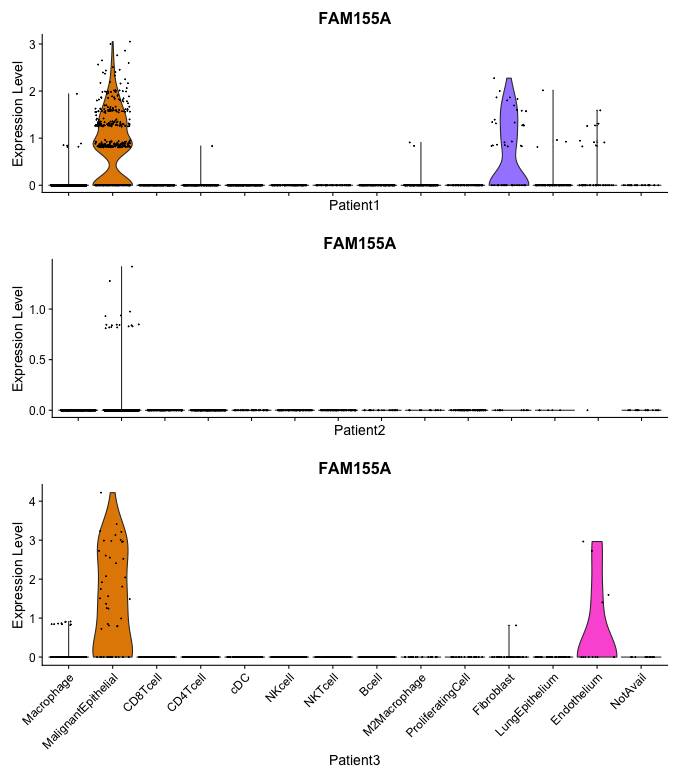 FAM155A
Expression Level
3
2
1
0
Patient1
FAM155A
Expression Level
1.0
0.5
0.0
Patient2
FAM155A
Expression Level
4
3
2
1
0
Macrophage
MalignantEpithelial
CD8Tcell
CD4Tcell
cDC
NKcell
NKTcell
Bcell
M2Macrophage
ProliferatingCell
Fibroblast
LungEpithelium
Endothelium
NotAvail
Patient3